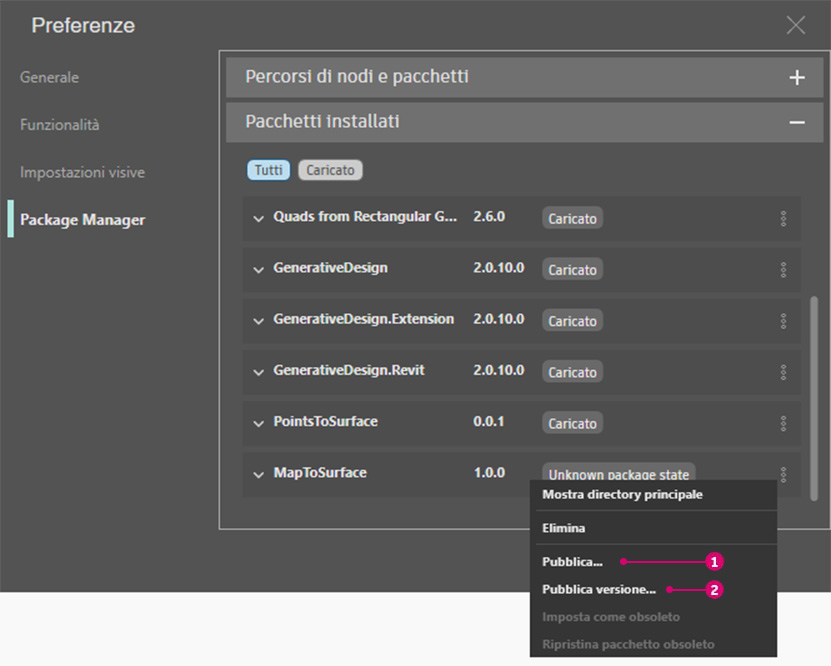 Preferenze
Generale
Funzionalità
Impostazioni visive
Package Manager
Percorsi di nodi e pacchetti
Pacchetti installati
Tutti Caricato
Quads from Rectangular G... 2.6.0 Caricato
GenerativeDesign 2.0.10.0 Caricato
GenerativeDesign.Extension 2.0.10.0 Caricato
GenerativeDesign.Revit 2.0.10.0 Caricato
PointsToSurface 0.0.1 Caricato
MapToSurface 1.0.0 Unknown package state
Mostra directory principale
Elimina
Pubblica... 1
Pubblica versione... 2
Imposta come obsoleto
Ripristina pacchetto obsoleto